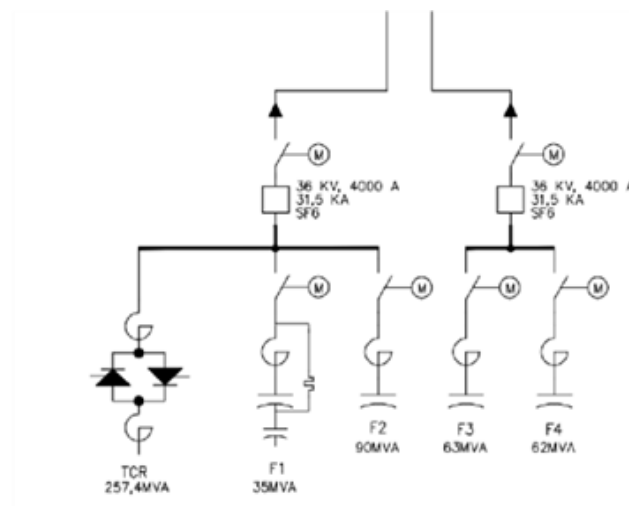 M
M
36 KV, 4000 A
31,5 KA
SF6
36 KV, 4000 A
31,5 KA
SF6
M
M
M
M
TCR
257,4MVA
F1
35MVA
F2
90MVA
F3
63MVA
F4
62MVA